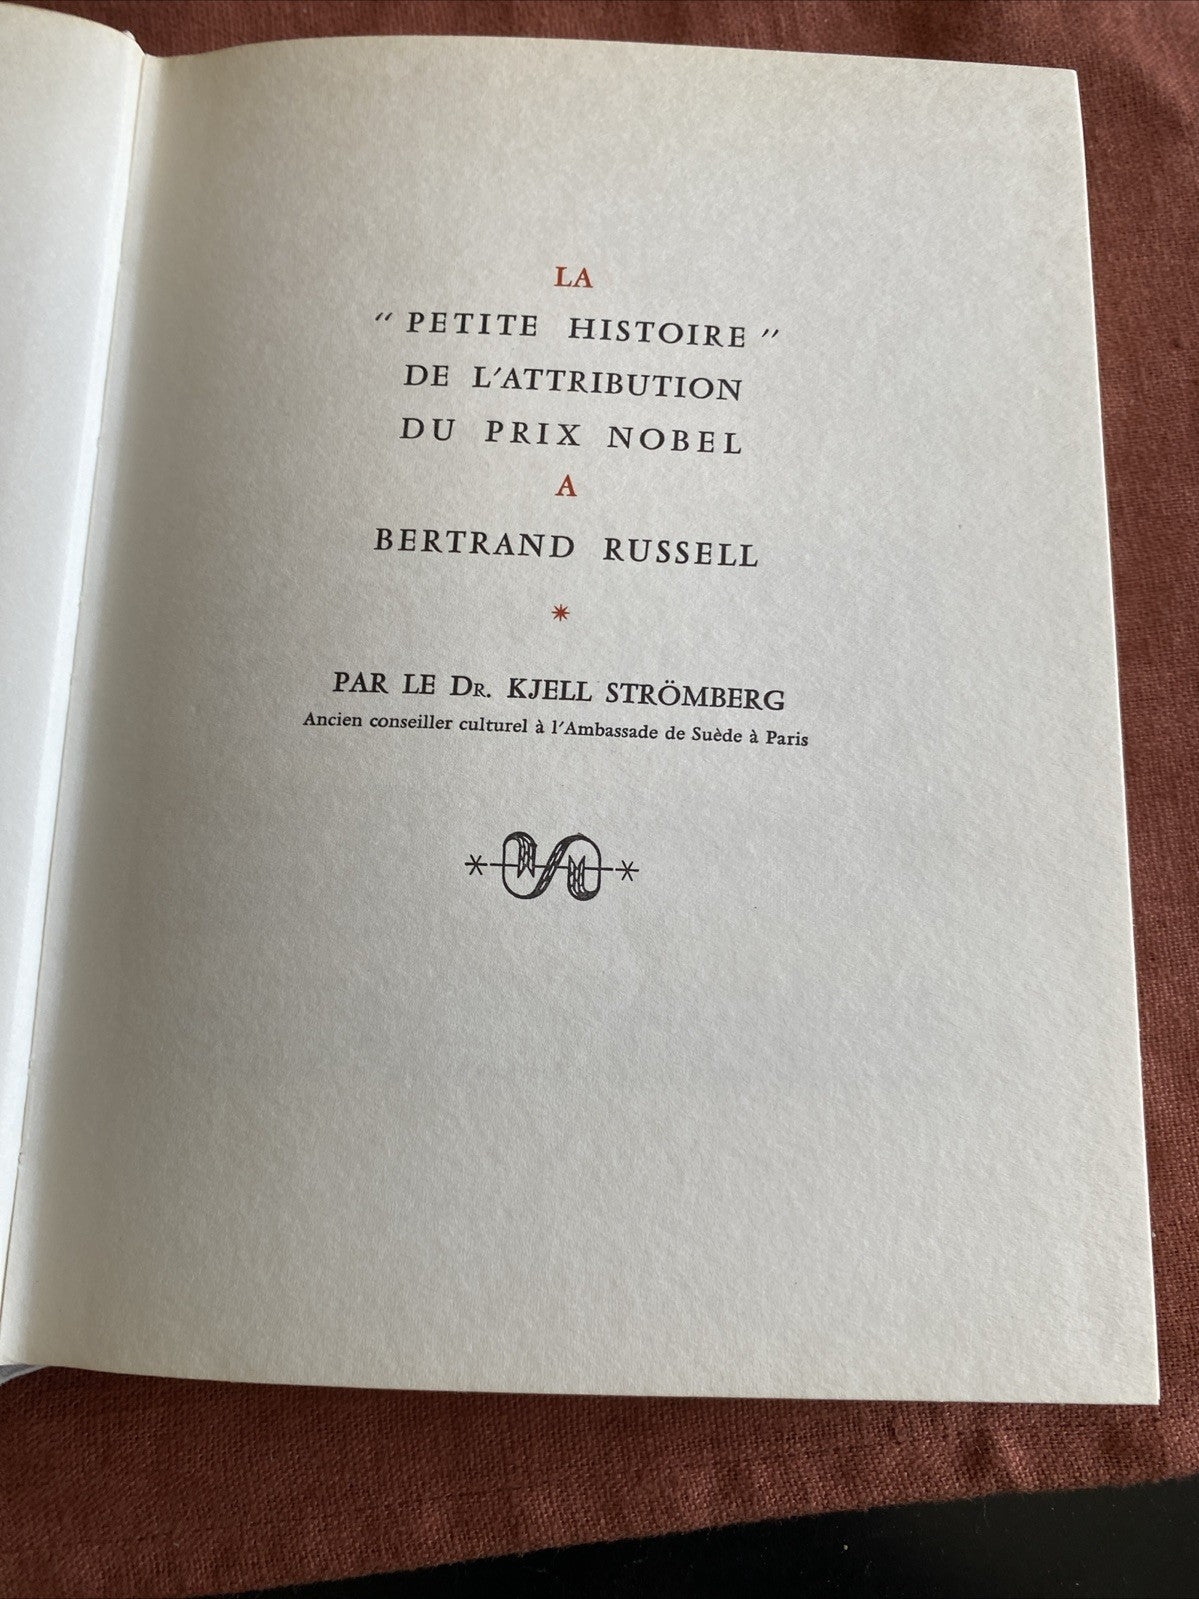 LA
" PETITE HISTOIRE "
DE L'ATTRIBUTION
DU PRIX NOBEL
A
BERTRAND RUSSELL
*
PAR LE Dr. KJELL STRÖMBERG
Ancien conseiller culturel à l'Ambassade de Suède à Paris